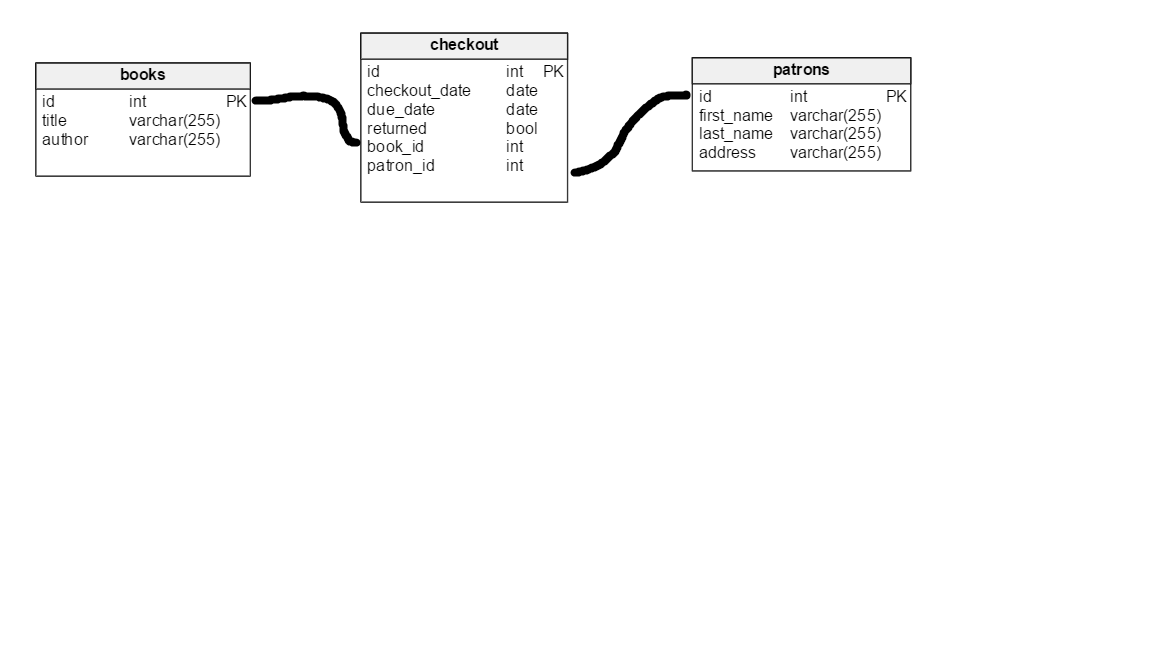 books
id int PK
title varchar(255)
author varchar(255)
checkout
id int PK
checkout_date date
due_date date
returned bool
book_id int
patron_id int
patrons
id int PK
first_name varchar(255)
last_name varchar(255)
address varchar(255)